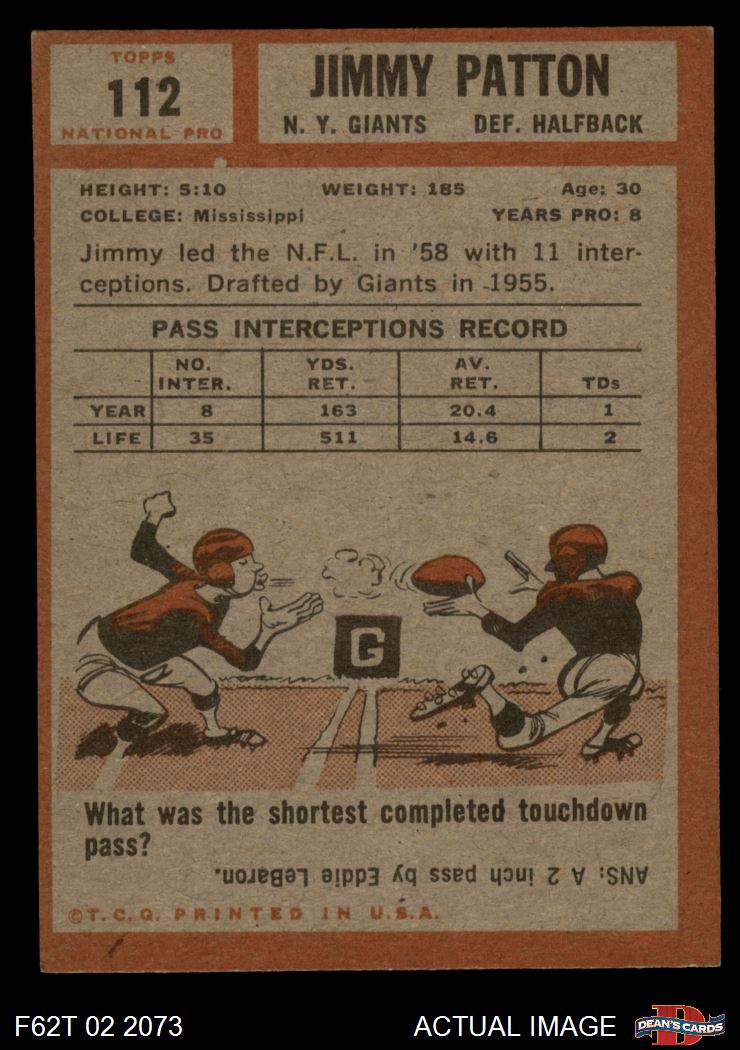 TOPPS
112
NATIONAL PRO
JIMMY PATTON
N. Y. GIANTS DEF. HALFBACK
HEIGHT: 5:10 WEIGHT: 185 Age: 30
COLLEGE: Mississippi YEARS PRO: 8
Jimmy led the N.F.L. in '58 with 11 inter-
ceptions. Drafted by Giants in 1955.
PASS INTERCEPTIONS RECORD
NO. INTER. YDS. RET. AV. RET. TDs
YEAR 8 163 20.4 1
LIFE 35 511 14.6 2
G
What was the shortest completed touchdown
pass?
ANS: A 2 inch pass by Eddie LeBaron.
©T.C.G. PRINTED IN U.S.A.
F62T 02 2073 ACTUAL IMAGE DEAN'S CARDS